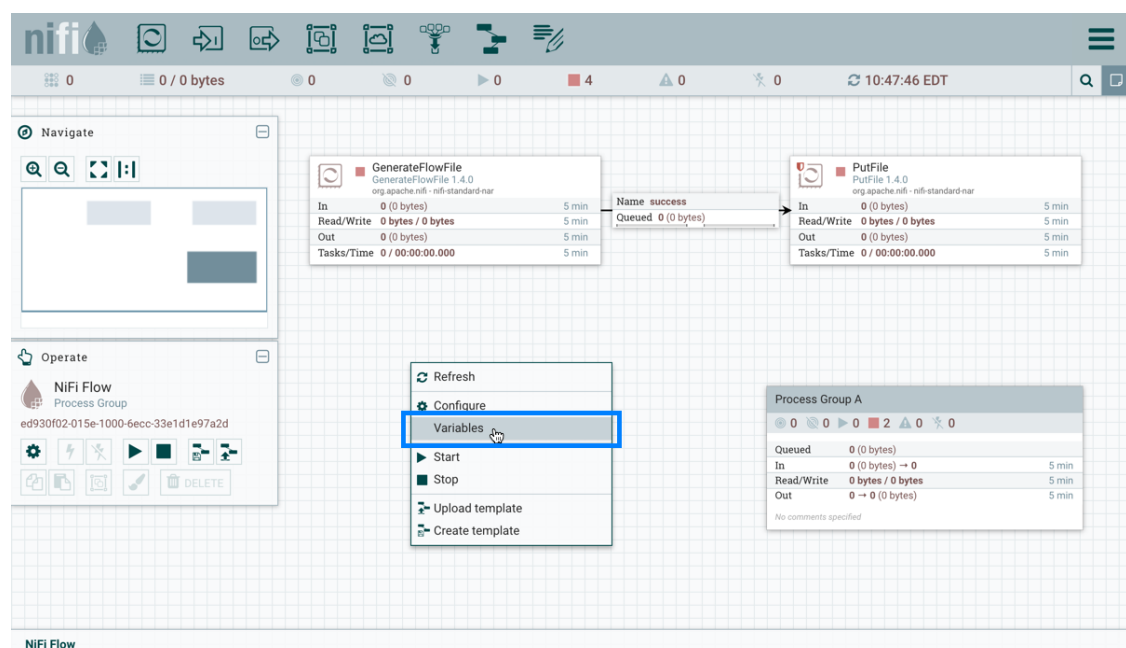 nifi
0 0 / 0 bytes 0 0 0 4 0 0 10:47:46 EDT
Navigate
GenerateFlowFile
GenerateFlowFile 1.4.0
org.apache.nifi - nifi-standard-nar
In 0 (0 bytes) 5 min
Read/Write 0 bytes / 0 bytes 5 min
Out 0 (0 bytes) 5 min
Tasks/Time 0 / 00:00:00.000 5 min
Name success
Queued 0 (0 bytes)
PutFile
PutFile 1.4.0
org.apache.nifi - nifi-standard-nar
In 0 (0 bytes) 5 min
Read/Write 0 bytes / 0 bytes 5 min
Out 0 (0 bytes) 5 min
Tasks/Time 0 / 00:00:00.000 5 min
Operate
NiFi Flow
Process Group
ed930f02-015e-1000-6ecc-33e1d1e97a2d
DELETE
Refresh
Configure
Variables
Start
Stop
Upload template
Create template
Process Group A
0 0 0 2 0 0
Queued 0 (0 bytes)
In 0 (0 bytes) → 0 5 min
Read/Write 0 bytes / 0 bytes 5 min
Out 0 → 0 (0 bytes) 5 min
No comments specified
NiFi Flow